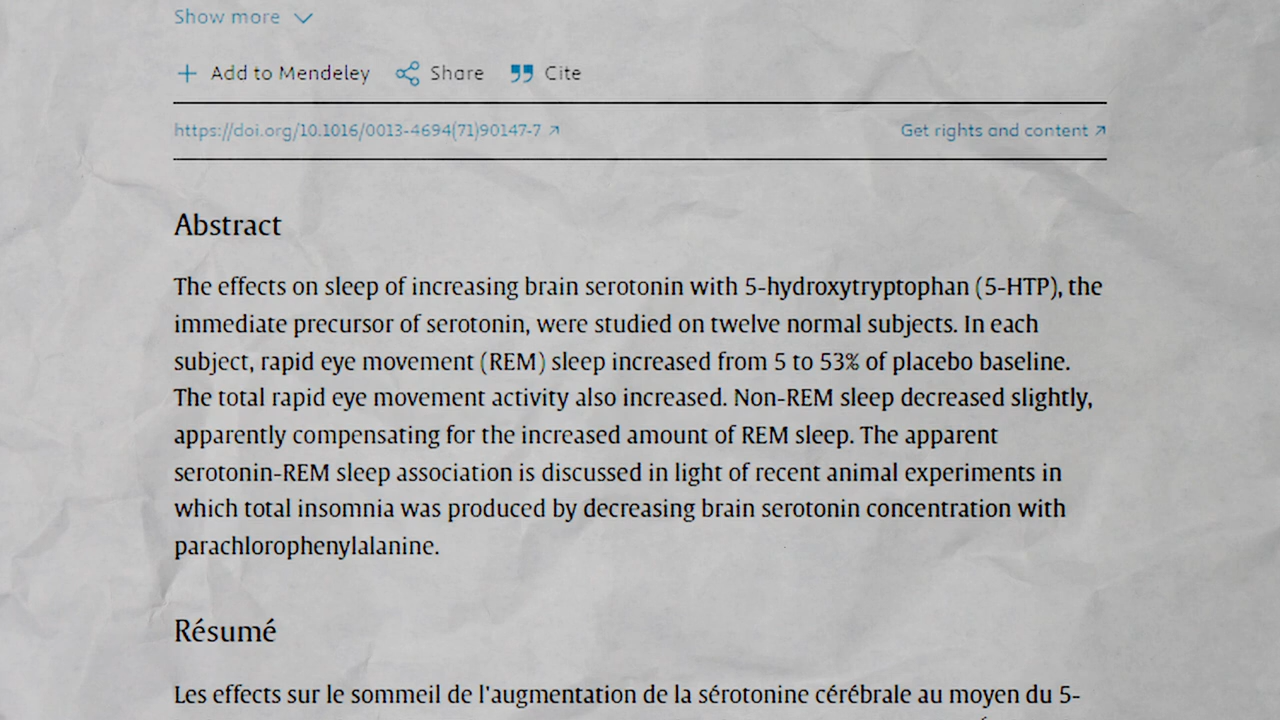 Show more
Add to Mendeley Share Cite
https://doi.org/10.1016/0013-4694(71)90147-7 Get rights and content
Abstract
The effects on sleep of increasing brain serotonin with 5-hydroxytryptophan (5-HTP), the
immediate precursor of serotonin, were studied on twelve normal subjects. In each
subject, rapid eye movement (REM) sleep increased from 5 to 53% of placebo baseline.
The total rapid eye movement activity also increased. Non-REM sleep decreased slightly,
apparently compensating for the increased amount of REM sleep. The apparent
serotonin-REM sleep association is discussed in light of recent animal experiments in
which total insomnia was produced by decreasing brain serotonin concentration with
parachlorophenylalanine.
Résumé
Les effects sur le sommeil de l'augmentation de la sérotonine cérébrale au moyen du 5-